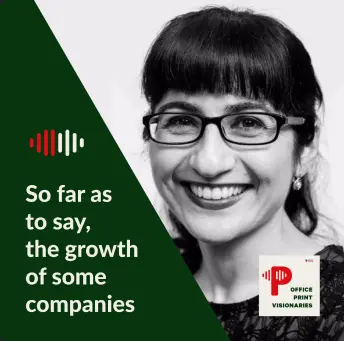 So far as
to say,
the growth
of some
companies
OFFICE
PRINT
VISIONARIES